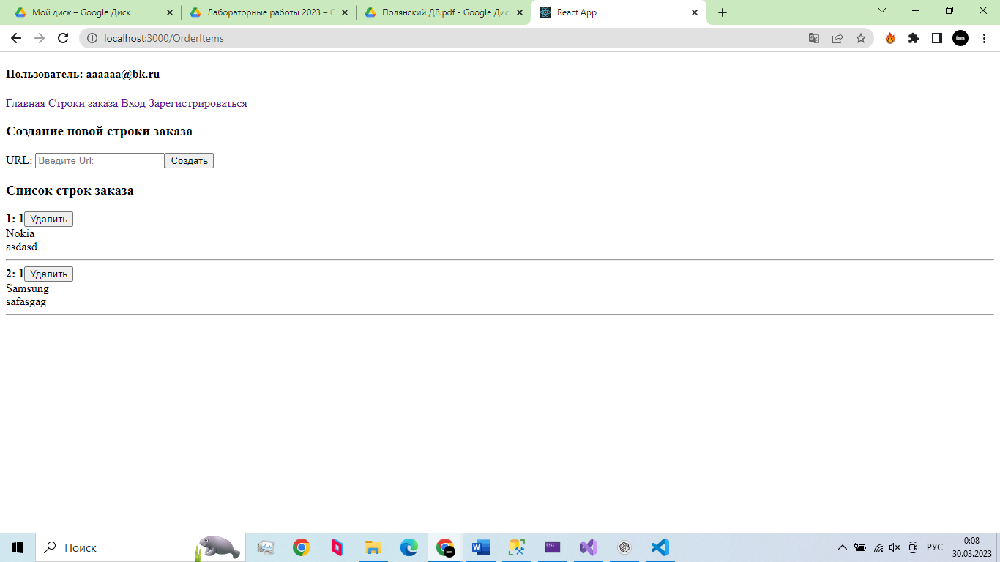 Мой диск – Google Диск
Лабораторные работы 2023 – G
Полянский ДВ.pdf - Google Дис
React App
localhost:3000/OrderItems
Пользователь: aaaaaa@bk.ru
Главная Строки заказа Вход Зарегистрироваться
Создание новой строки заказа
URL: Введите Url: Создать
Список строк заказа
1: 1 Удалить
Nokia
asdasd
2: 1 Удалить
Samsung
safasgag
Поиск
РУС
0:08
30.03.2023